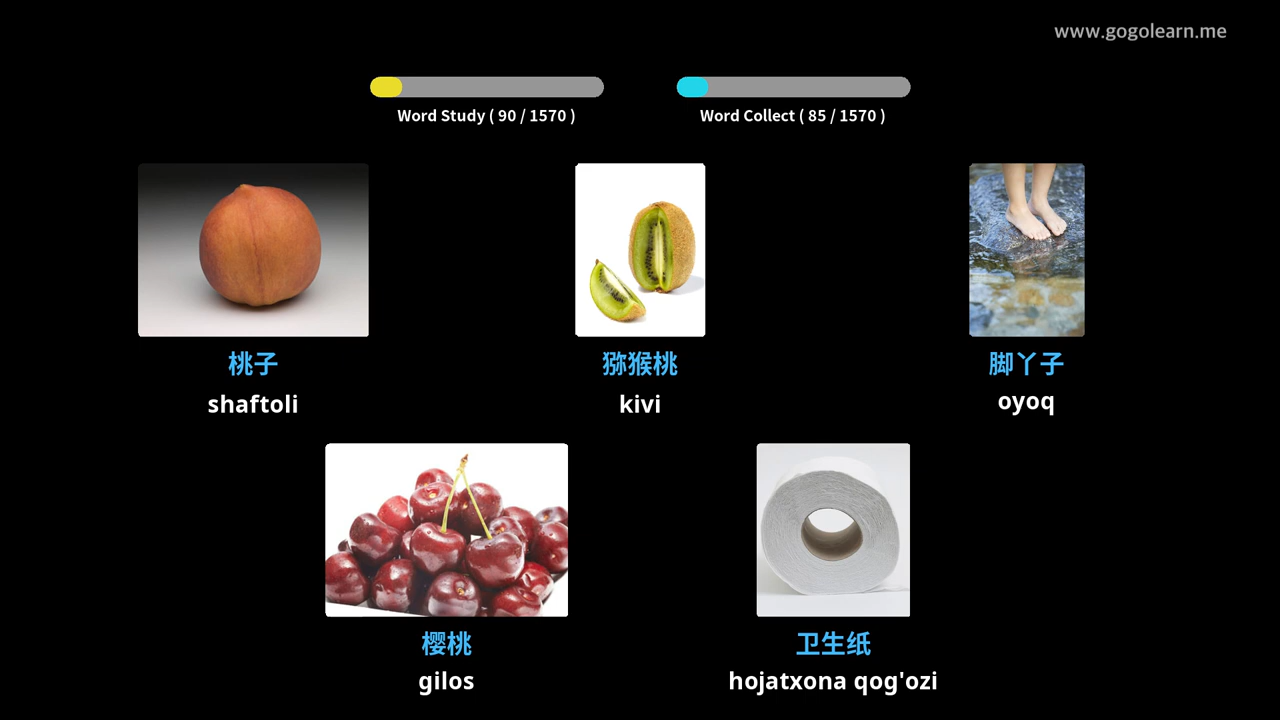 www.gogolearn.me
Word Study ( 90 / 1570 )
Word Collect ( 85 / 1570 )
桃子
猕猴桃
脚丫子
shaftoli
kivi
oyoq
樱桃
卫生纸
gilos
hojatxona qog'ozi